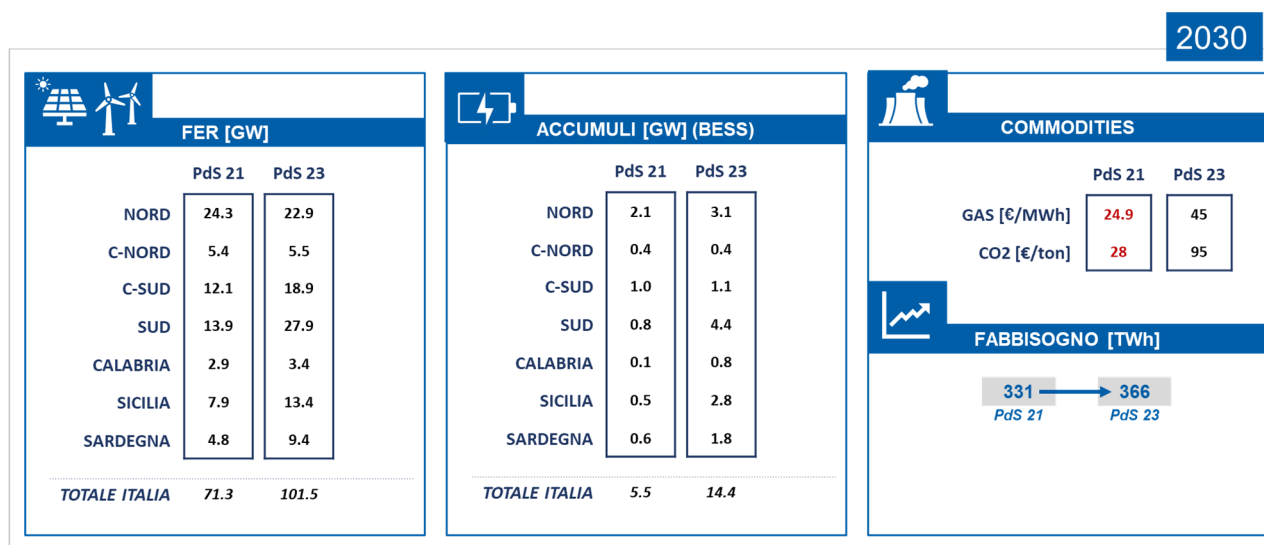 2030
FER [GW]
PdS 21 PdS 23
NORD 24.3 22.9
C-NORD 5.4 5.5
C-SUD 12.1 18.9
SUD 13.9 27.9
CALABRIA 2.9 3.4
SICILIA 7.9 13.4
SARDEGNA 4.8 9.4
TOTALE ITALIA 71.3 101.5
ACCUMULI [GW] (BESS)
PdS 21 PdS 23
NORD 2.1 3.1
C-NORD 0.4 0.4
C-SUD 1.0 1.1
SUD 0.8 4.4
CALABRIA 0.1 0.8
SICILIA 0.5 2.8
SARDEGNA 0.6 1.8
TOTALE ITALIA 5.5 14.4
COMMODITIES
PdS 21 PdS 23
GAS [€/MWh] 24.9 45
CO2 [€/ton] 28 95
FABBISOGNO [TWh]
331 366
PdS 21 PdS 23